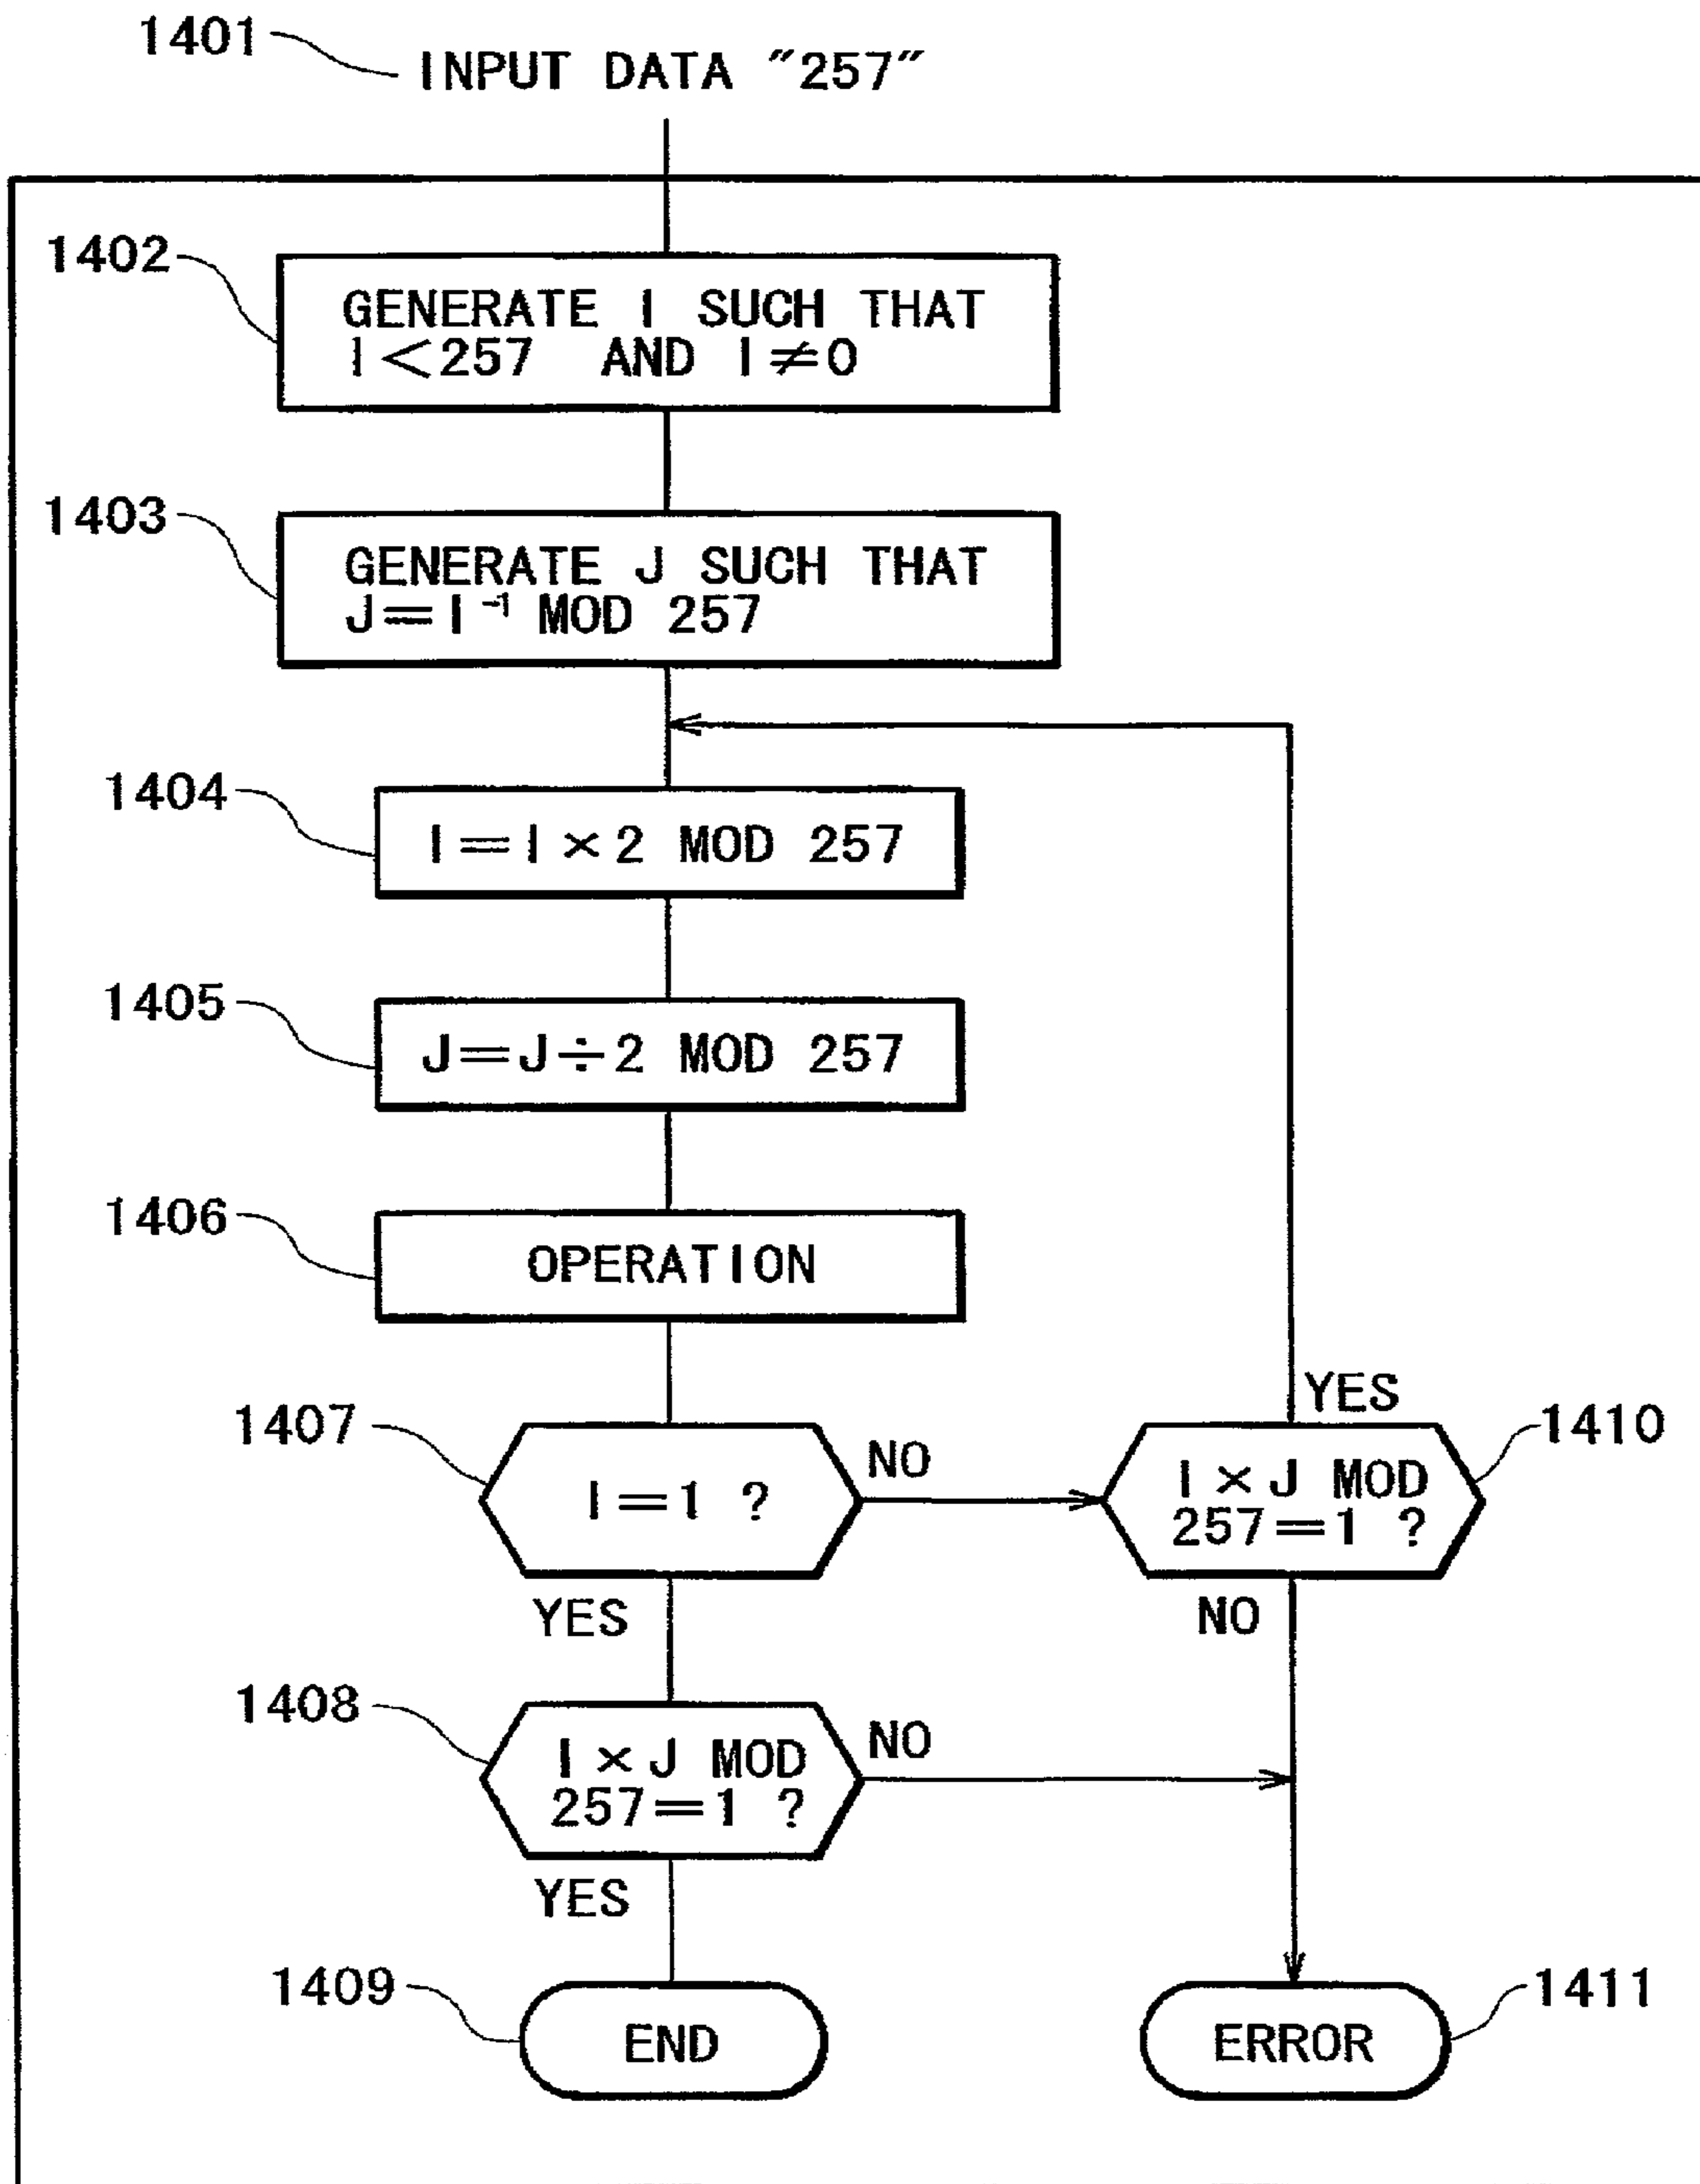 1401
INPUT DATA "257"
1402
GENERATE I SUCH THAT
I<257 AND I≠0
1403
GENERATE J SUCH THAT
J=I⁻¹ MOD 257
1404
I=I×2 MOD 257
1405
J=J÷2 MOD 257
1406
OPERATION
YES
1407
NO
1410
I=1 ?
I×J MOD
257=1 ?
YES
NO
1408
NO
I×J MOD
257=1 ?
YES
1409
1411
END
ERROR